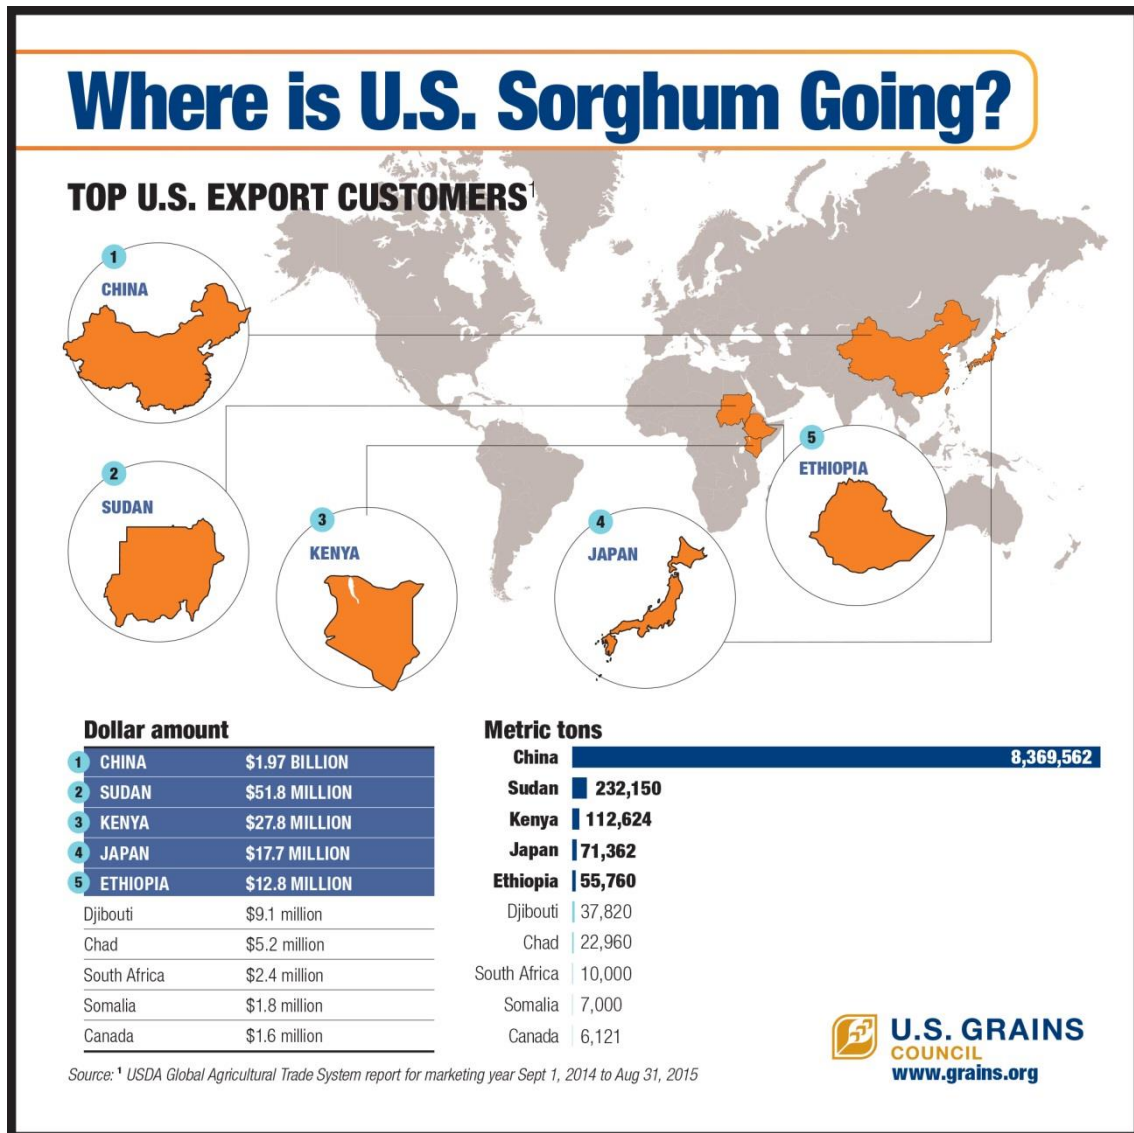 Where is U.S. Sorghum Going?
TOP U.S. EXPORT CUSTOMERS¹
1
CHINA
2
SUDAN
3
KENYA
4
JAPAN
5
ETHIOPIA
Dollar amount
1 CHINA $1.97 BILLION
2 SUDAN $51.8 MILLION
3 KENYA $27.8 MILLION
4 JAPAN $17.7 MILLION
5 ETHIOPIA $12.8 MILLION
Djibouti $9.1 million
Chad $5.2 million
South Africa $2.4 million
Somalia $1.8 million
Canada $1.6 million
Metric tons
China 8,369,562
Sudan 232,150
Kenya 112,624
Japan 71,362
Ethiopia 55,760
Djibouti 37,820
Chad 22,960
South Africa 10,000
Somalia 7,000
Canada 6,121
U.S. GRAINS
COUNCIL
www.grains.org
Source: ¹ USDA Global Agricultural Trade System report for marketing year Sept 1, 2014 to Aug 31, 2015